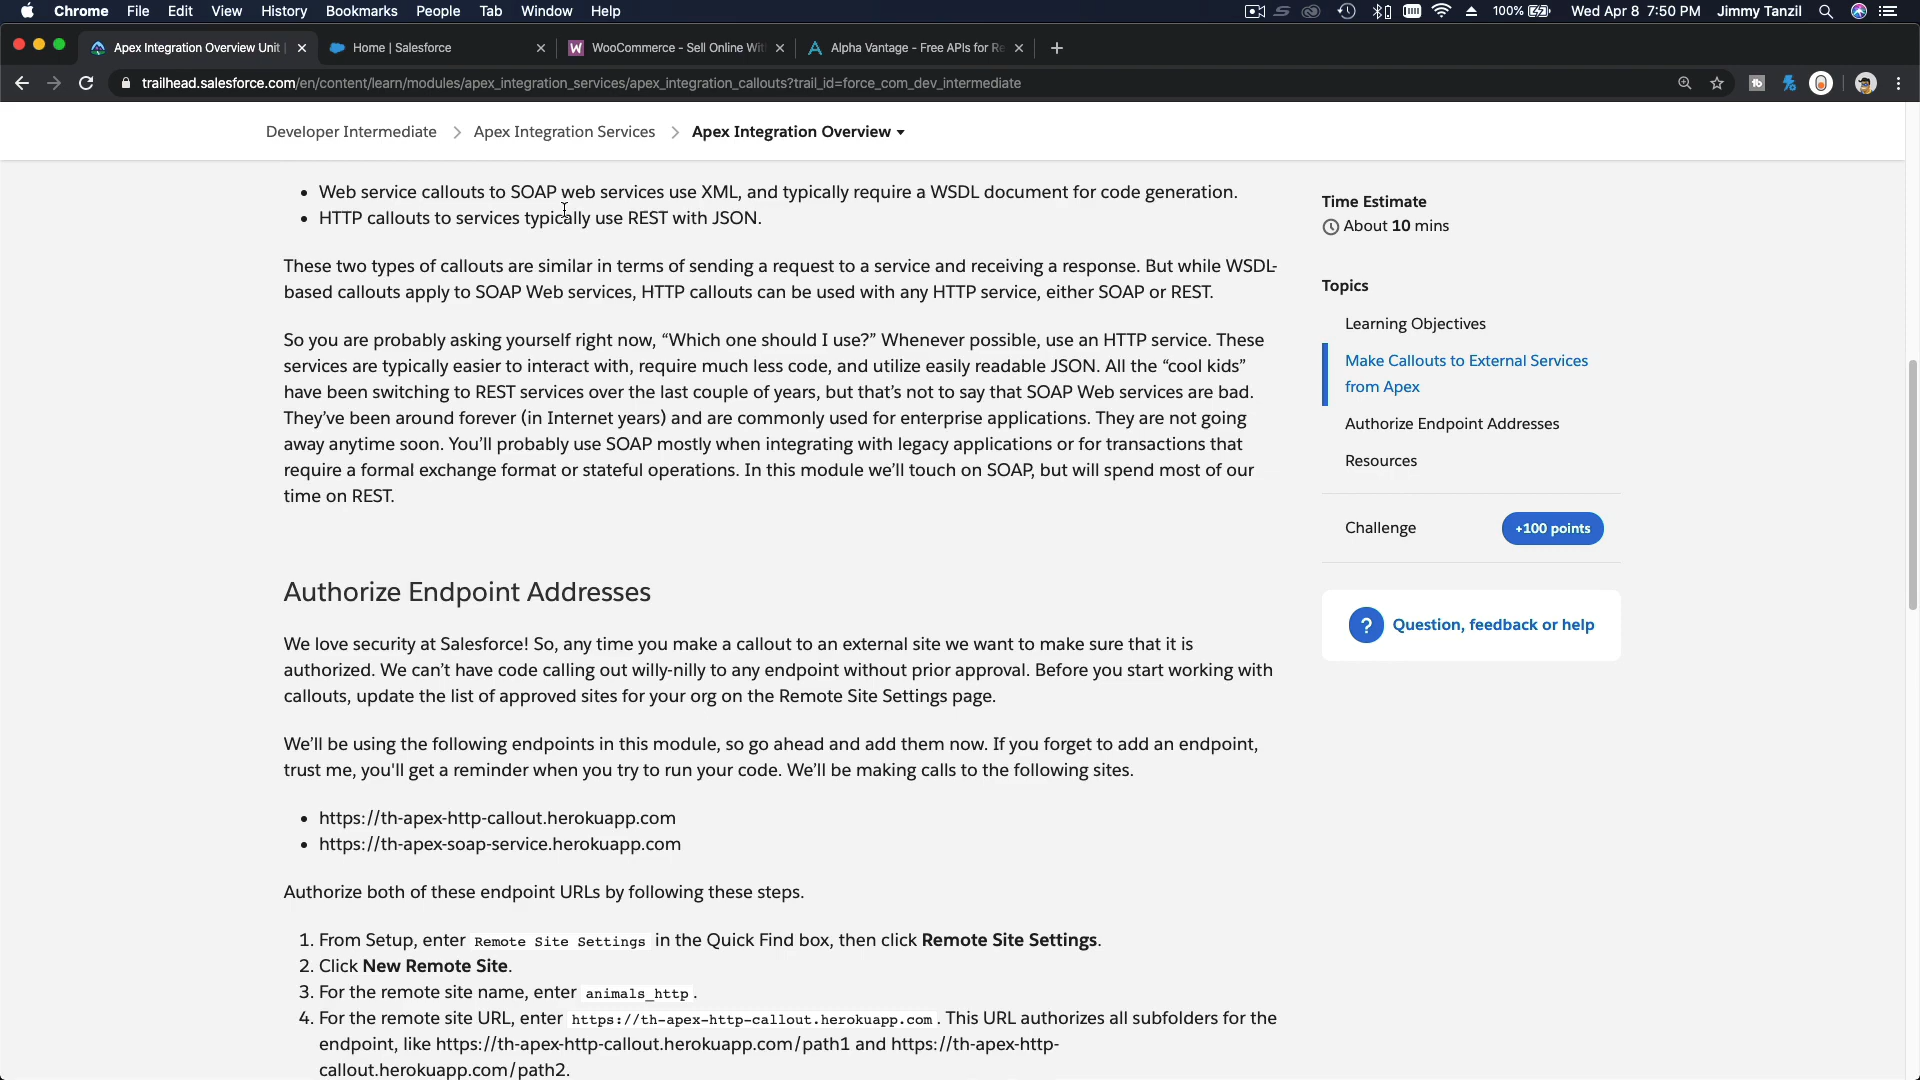 Chrome File Edit View History Bookmarks People Tab Window Help 100% Wed Apr 8 7:50 PM Jimmy Tanzil
Apex Integration Overview Unit Home | Salesforce WooCommerce - Sell Online Wit Alpha Vantage - Free APIs for Re
trailhead.salesforce.com/en/content/learn/modules/apex_integration_services/apex_integration_callouts?trail_id=force_com_dev_intermediate
Developer Intermediate > Apex Integration Services > Apex Integration Overview
• Web service callouts to SOAP web services use XML, and typically require a WSDL document for code generation.
• HTTP callouts to services typically use REST with JSON.
These two types of callouts are similar in terms of sending a request to a service and receiving a response. But while WSDL-
based callouts apply to SOAP Web services, HTTP callouts can be used with any HTTP service, either SOAP or REST.
So you are probably asking yourself right now, “Which one should I use?” Whenever possible, use an HTTP service. These
services are typically easier to interact with, require much less code, and utilize easily readable JSON. All the “cool kids”
have been switching to REST services over the last couple of years, but that’s not to say that SOAP Web services are bad.
They’ve been around forever (in Internet years) and are commonly used for enterprise applications. They are not going
away anytime soon. You’ll probably use SOAP mostly when integrating with legacy applications or for transactions that
require a formal exchange format or stateful operations. In this module we’ll touch on SOAP, but will spend most of our
time on REST.
Authorize Endpoint Addresses
We love security at Salesforce! So, any time you make a callout to an external site we want to make sure that it is
authorized. We can’t have code calling out willy-nilly to any endpoint without prior approval. Before you start working with
callouts, update the list of approved sites for your org on the Remote Site Settings page.
We’ll be using the following endpoints in this module, so go ahead and add them now. If you forget to add an endpoint,
trust me, you'll get a reminder when you try to run your code. We’ll be making calls to the following sites.
• https://th-apex-http-callout.herokuapp.com
• https://th-apex-soap-service.herokuapp.com
Authorize both of these endpoint URLs by following these steps.
1. From Setup, enter Remote Site Settings in the Quick Find box, then click Remote Site Settings.
2. Click New Remote Site.
3. For the remote site name, enter animals_http.
4. For the remote site URL, enter https://th-apex-http-callout.herokuapp.com. This URL authorizes all subfolders for the
endpoint, like https://th-apex-http-callout.herokuapp.com/path1 and https://th-apex-http-
callout.herokuapp.com/path2.
Time Estimate
About 10 mins
Topics
Learning Objectives
Make Callouts to External Services
from Apex
Authorize Endpoint Addresses
Resources
Challenge +100 points
? Question, feedback or help